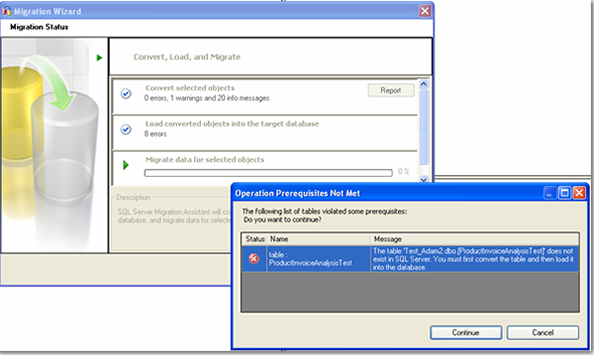 Migration Wizard
Migration Status
Convert, Load, and Migrate
Convert selected objects
0 errors, 1 warnings and 20 info messages
Report
Load converted objects into the target database
8 errors
Migrate data for selected objects
0 %
Description
SQL Server Migration Assistant will co
database, and migrate data for selec
Operation Prerequisites Not Met
The following list of tables violated some prerequisites:
Do you want to continue?
Status Name Message
table :
ProductInvoiceAnalysisTest
The table 'Test_Adam2.dbo.[ProductInvoiceAnalysisTest]' does not
exist in SQL Server. You must first convert the table and then load it
into the database.
Continue
Cancel